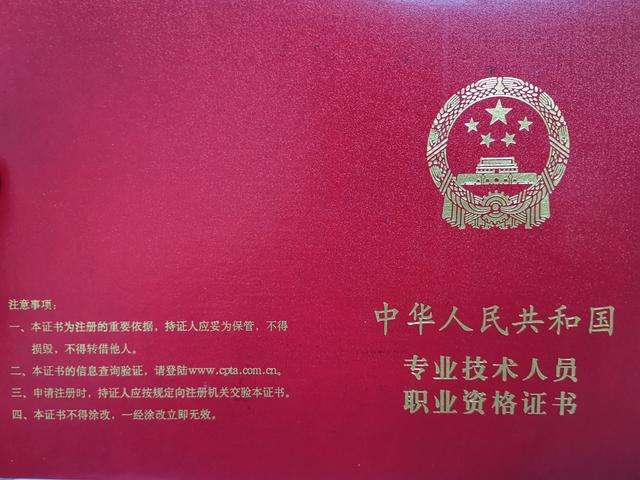 注意事项:
一、本证书为注册的重要依据，持证人应妥为保管，不得
损毁，不得转借他人。
二、本证书的信息查询验证，请登陆www.cpta.com.cn。
三、申请注册时，持证人应按规定向注册机关交验本证书。
四、本证书不得涂改，一经涂改立即无效。
中华人民共和国
专业技术人员
职业资格证书